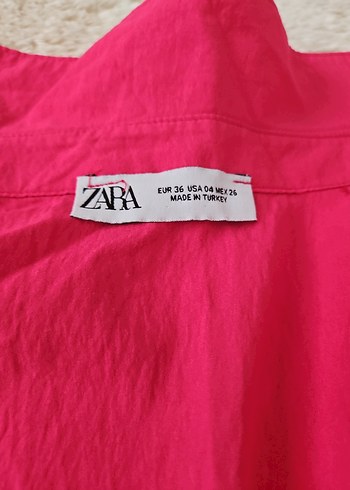 ZARA
EUR 36 USA 04 MEX 26
MADE IN TURKEY